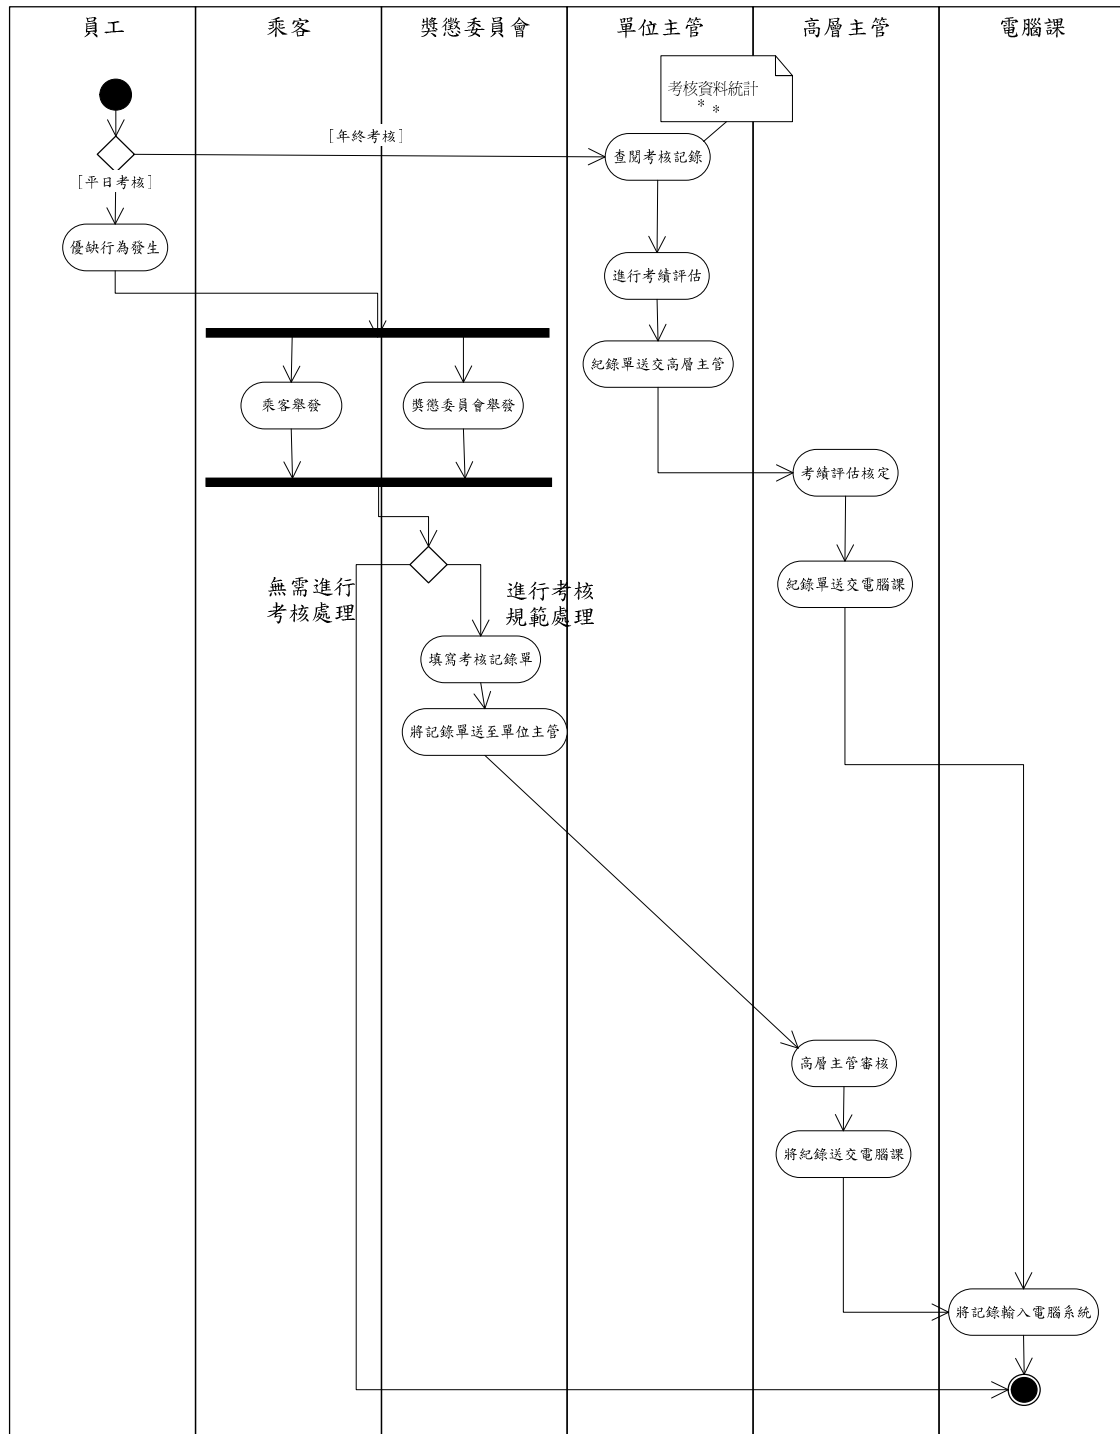 員工
乘客
獎懲委員會
單位主管
高層主管
電腦課
考核資料統計
* *
[年終考核]
查閱考核記錄
[平日考核]
優缺行為發生
進行考績評估
紀錄單送交高層主管
乘客舉發
獎懲委員會舉發
考績評估核定
無需進行
考核處理
進行考核
規範處理
紀錄單送交電腦課
填寫考核記錄單
將記錄單送至單位主管
高層主管審核
將紀錄送交電腦課
將記錄輸入電腦系統